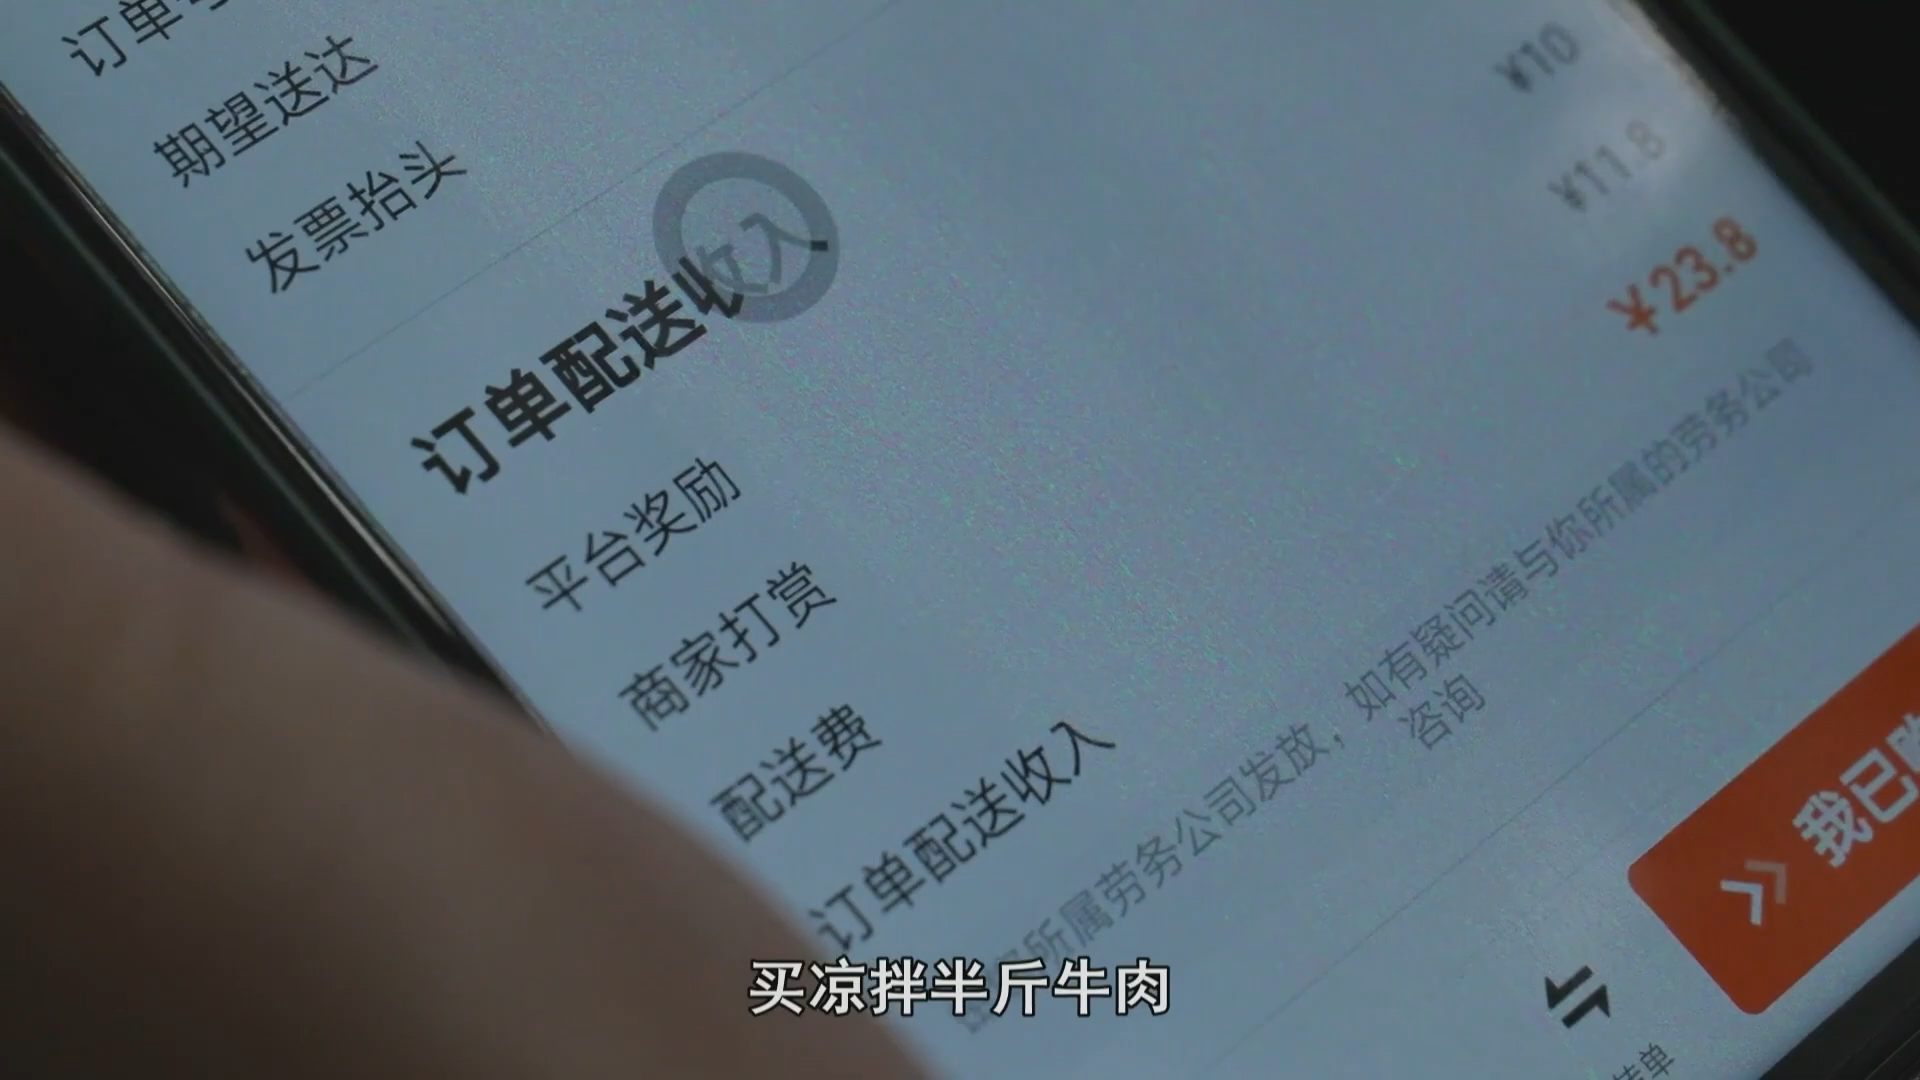 订单
期望送达
发票抬头
订单配送收入
平台奖励
¥10
商家打赏
¥11.8
配送费
¥23.8
订单配送收入
所属劳务公司发放，如有疑问请与你所属的劳务公司
咨询
我已
单
买凉拌半斤牛肉